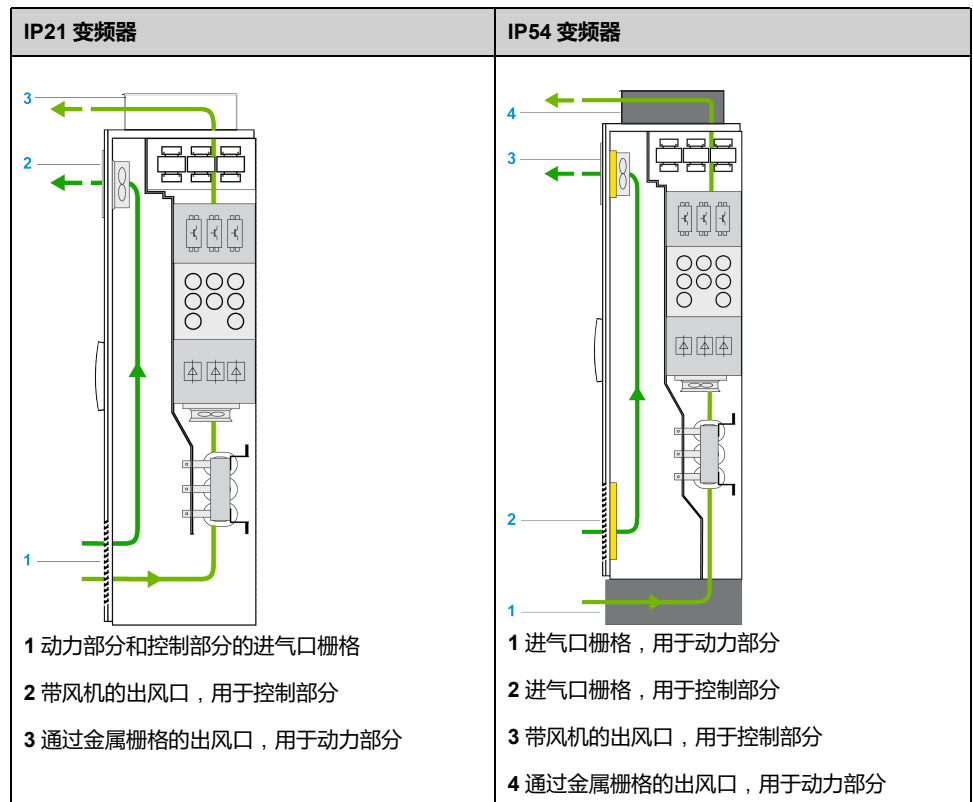 IP21 变频器
3
2
1
1 动力部分和控制部分的进气口栅格
2 带风机的出风口，用于控制部分
3 通过金属栅格的出风口，用于动力部分
IP54 变频器
4
3
2
1
1 进气口栅格，用于动力部分
2 进气口栅格，用于控制部分
3 带风机的出风口，用于控制部分
4 通过金属栅格的出风口，用于动力部分